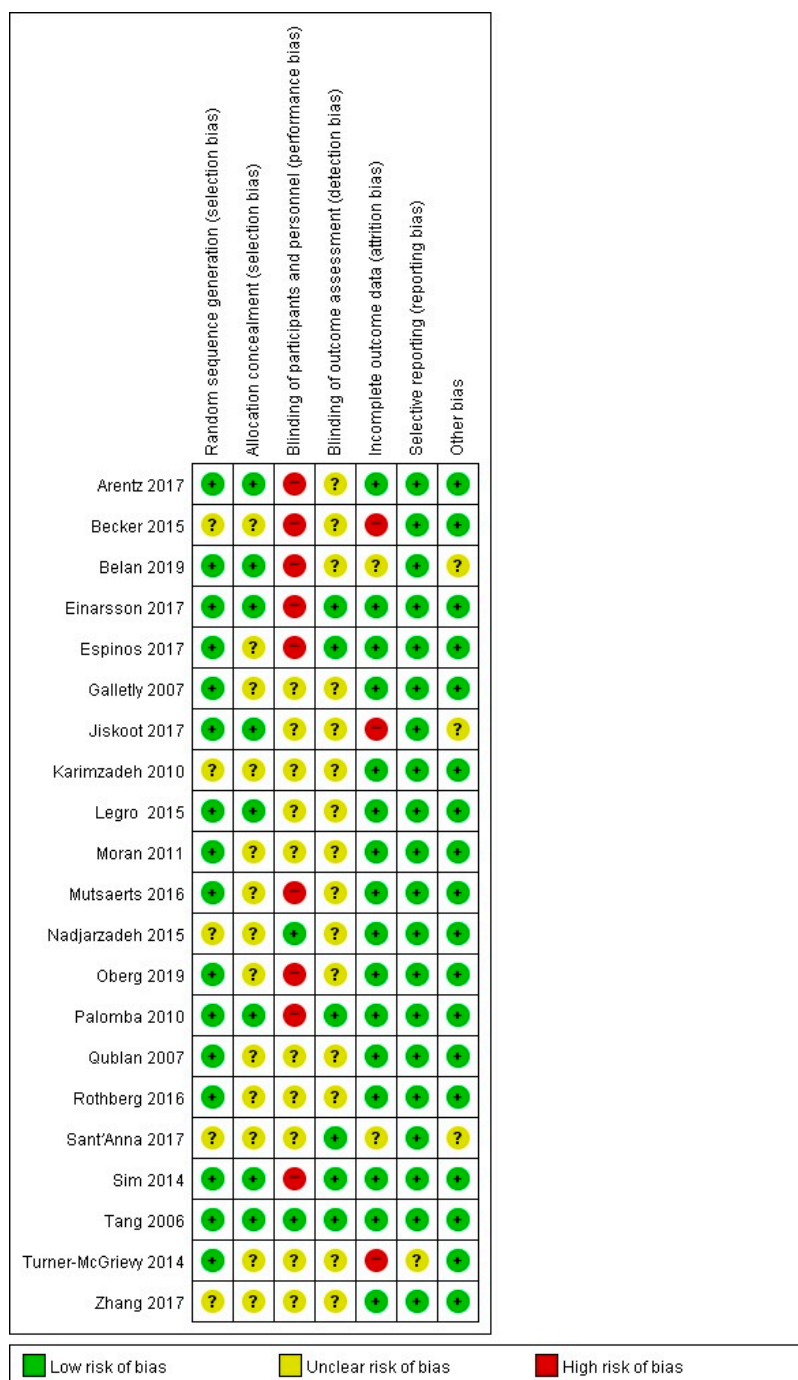 Random sequence generation (selection bias)
Allocation concealment (selection bias)
Blinding of participants and personnel (performance bias)
Blinding of outcome assessment (detection bias)
Incomplete outcome data (attrition bias)
Selective reporting (reporting bias)
Other bias
Arentz 2017 + + − ? + + +
Becker 2015 ? ? − ? − + +
Belan 2019 + + − ? ? + ?
Einarsson 2017 + + − + + + +
Espinos 2017 + ? − + + + +
Galletly 2007 + ? ? ? + + +
Jiskoot 2017 + + ? ? − + ?
Karimzadeh 2010 ? ? ? ? + + +
Legro 2015 + + ? ? + + +
Moran 2011 + ? ? ? + + +
Mutsaerts 2016 + ? − ? + + +
Nadjarzadeh 2015 ? ? + ? + + +
Oberg 2019 + ? − ? + + +
Palomba 2010 + + − + + + +
Qublan 2007 + ? ? ? + + +
Rothberg 2016 + ? ? ? + + +
Sant'Anna 2017 ? ? ? + ? + ?
Sim 2014 + + − + + + +
Tang 2006 + + + + + + +
Turner-McGrievy 2014 + ? ? ? − ? +
Zhang 2017 ? ? ? ? + + +
Low risk of bias Unclear risk of bias High risk of bias